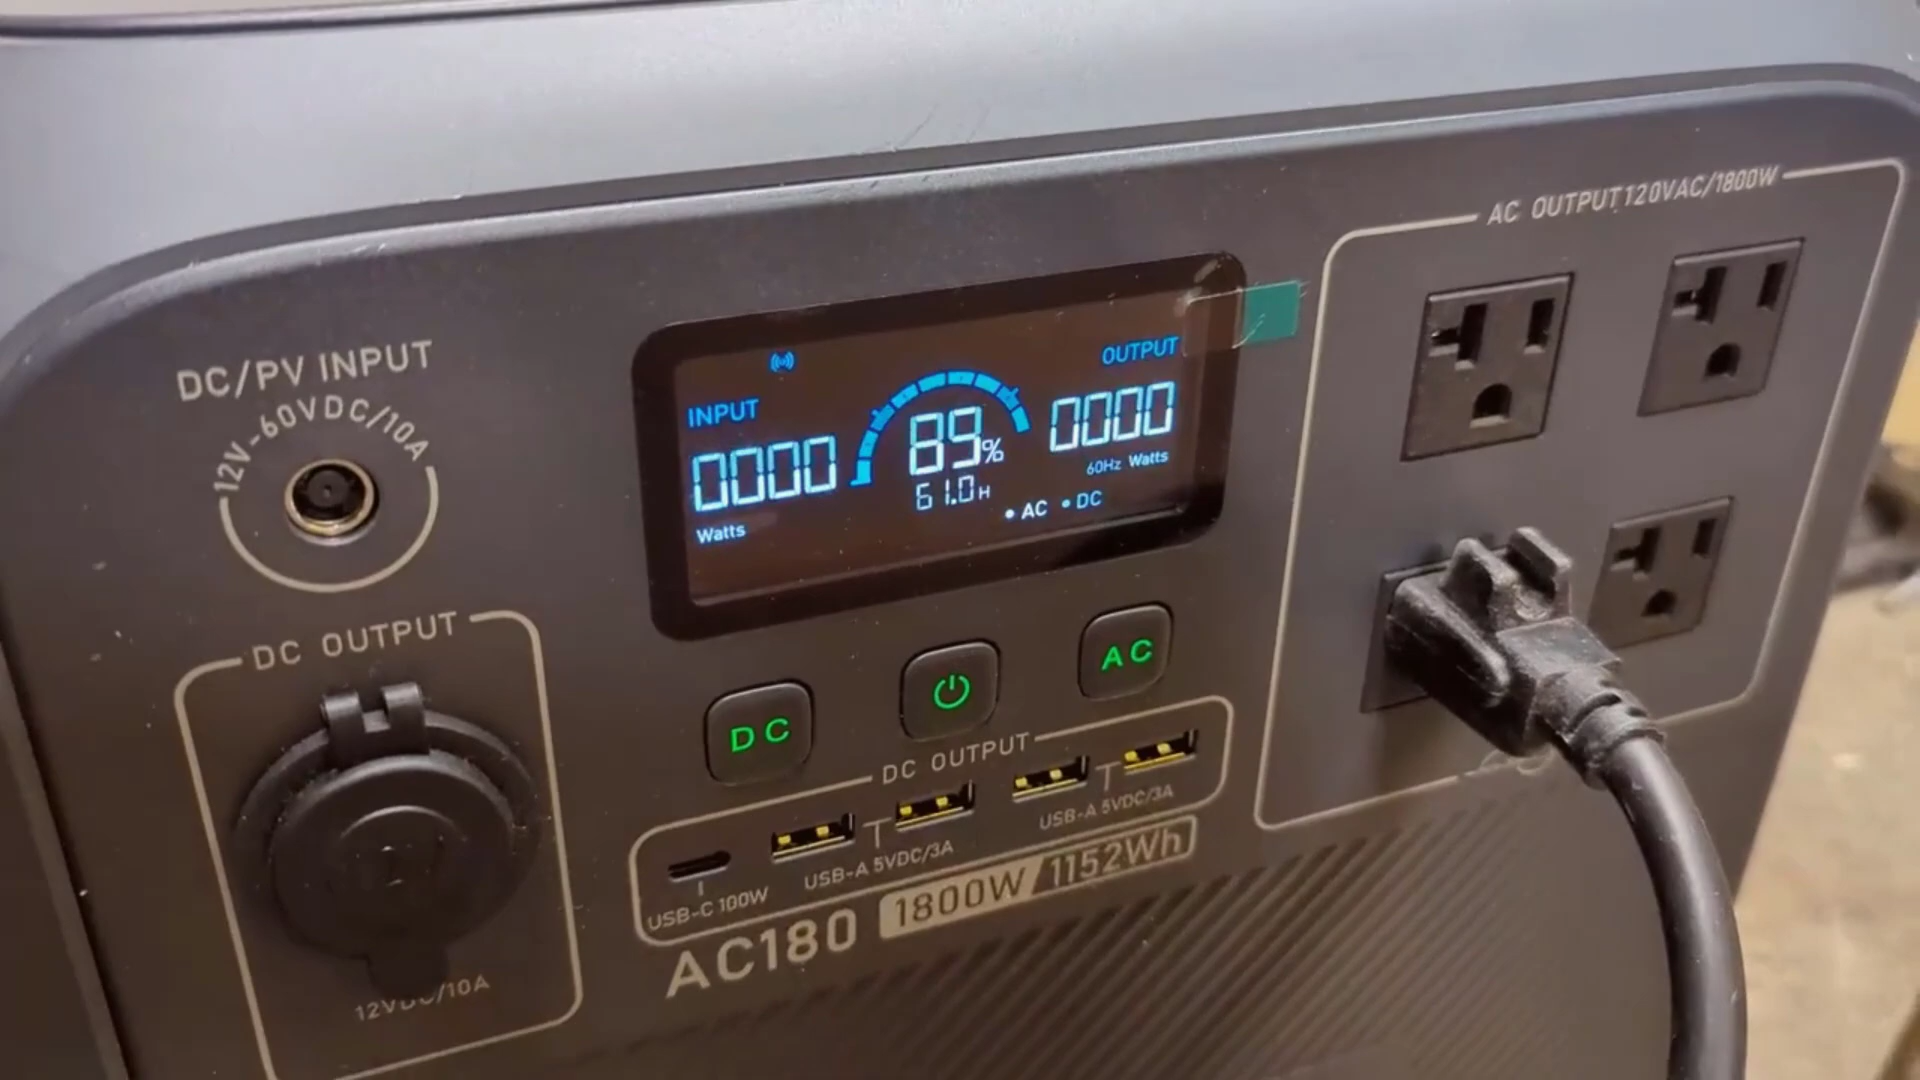 AC OUTPUT 120VAC/1800W
DC/PV INPUT
12V-60VDC/10A
INPUT
0000
Watts
89%
61.0H
OUTPUT
0000
60Hz Watts
• AC • DC
DC OUTPUT
12VDC/10A
DC
AC
DC OUTPUT
USB-C 100W
USB-A 5VDC/3A
USB-A 5VDC/3A
AC180 1800W/1152Wh